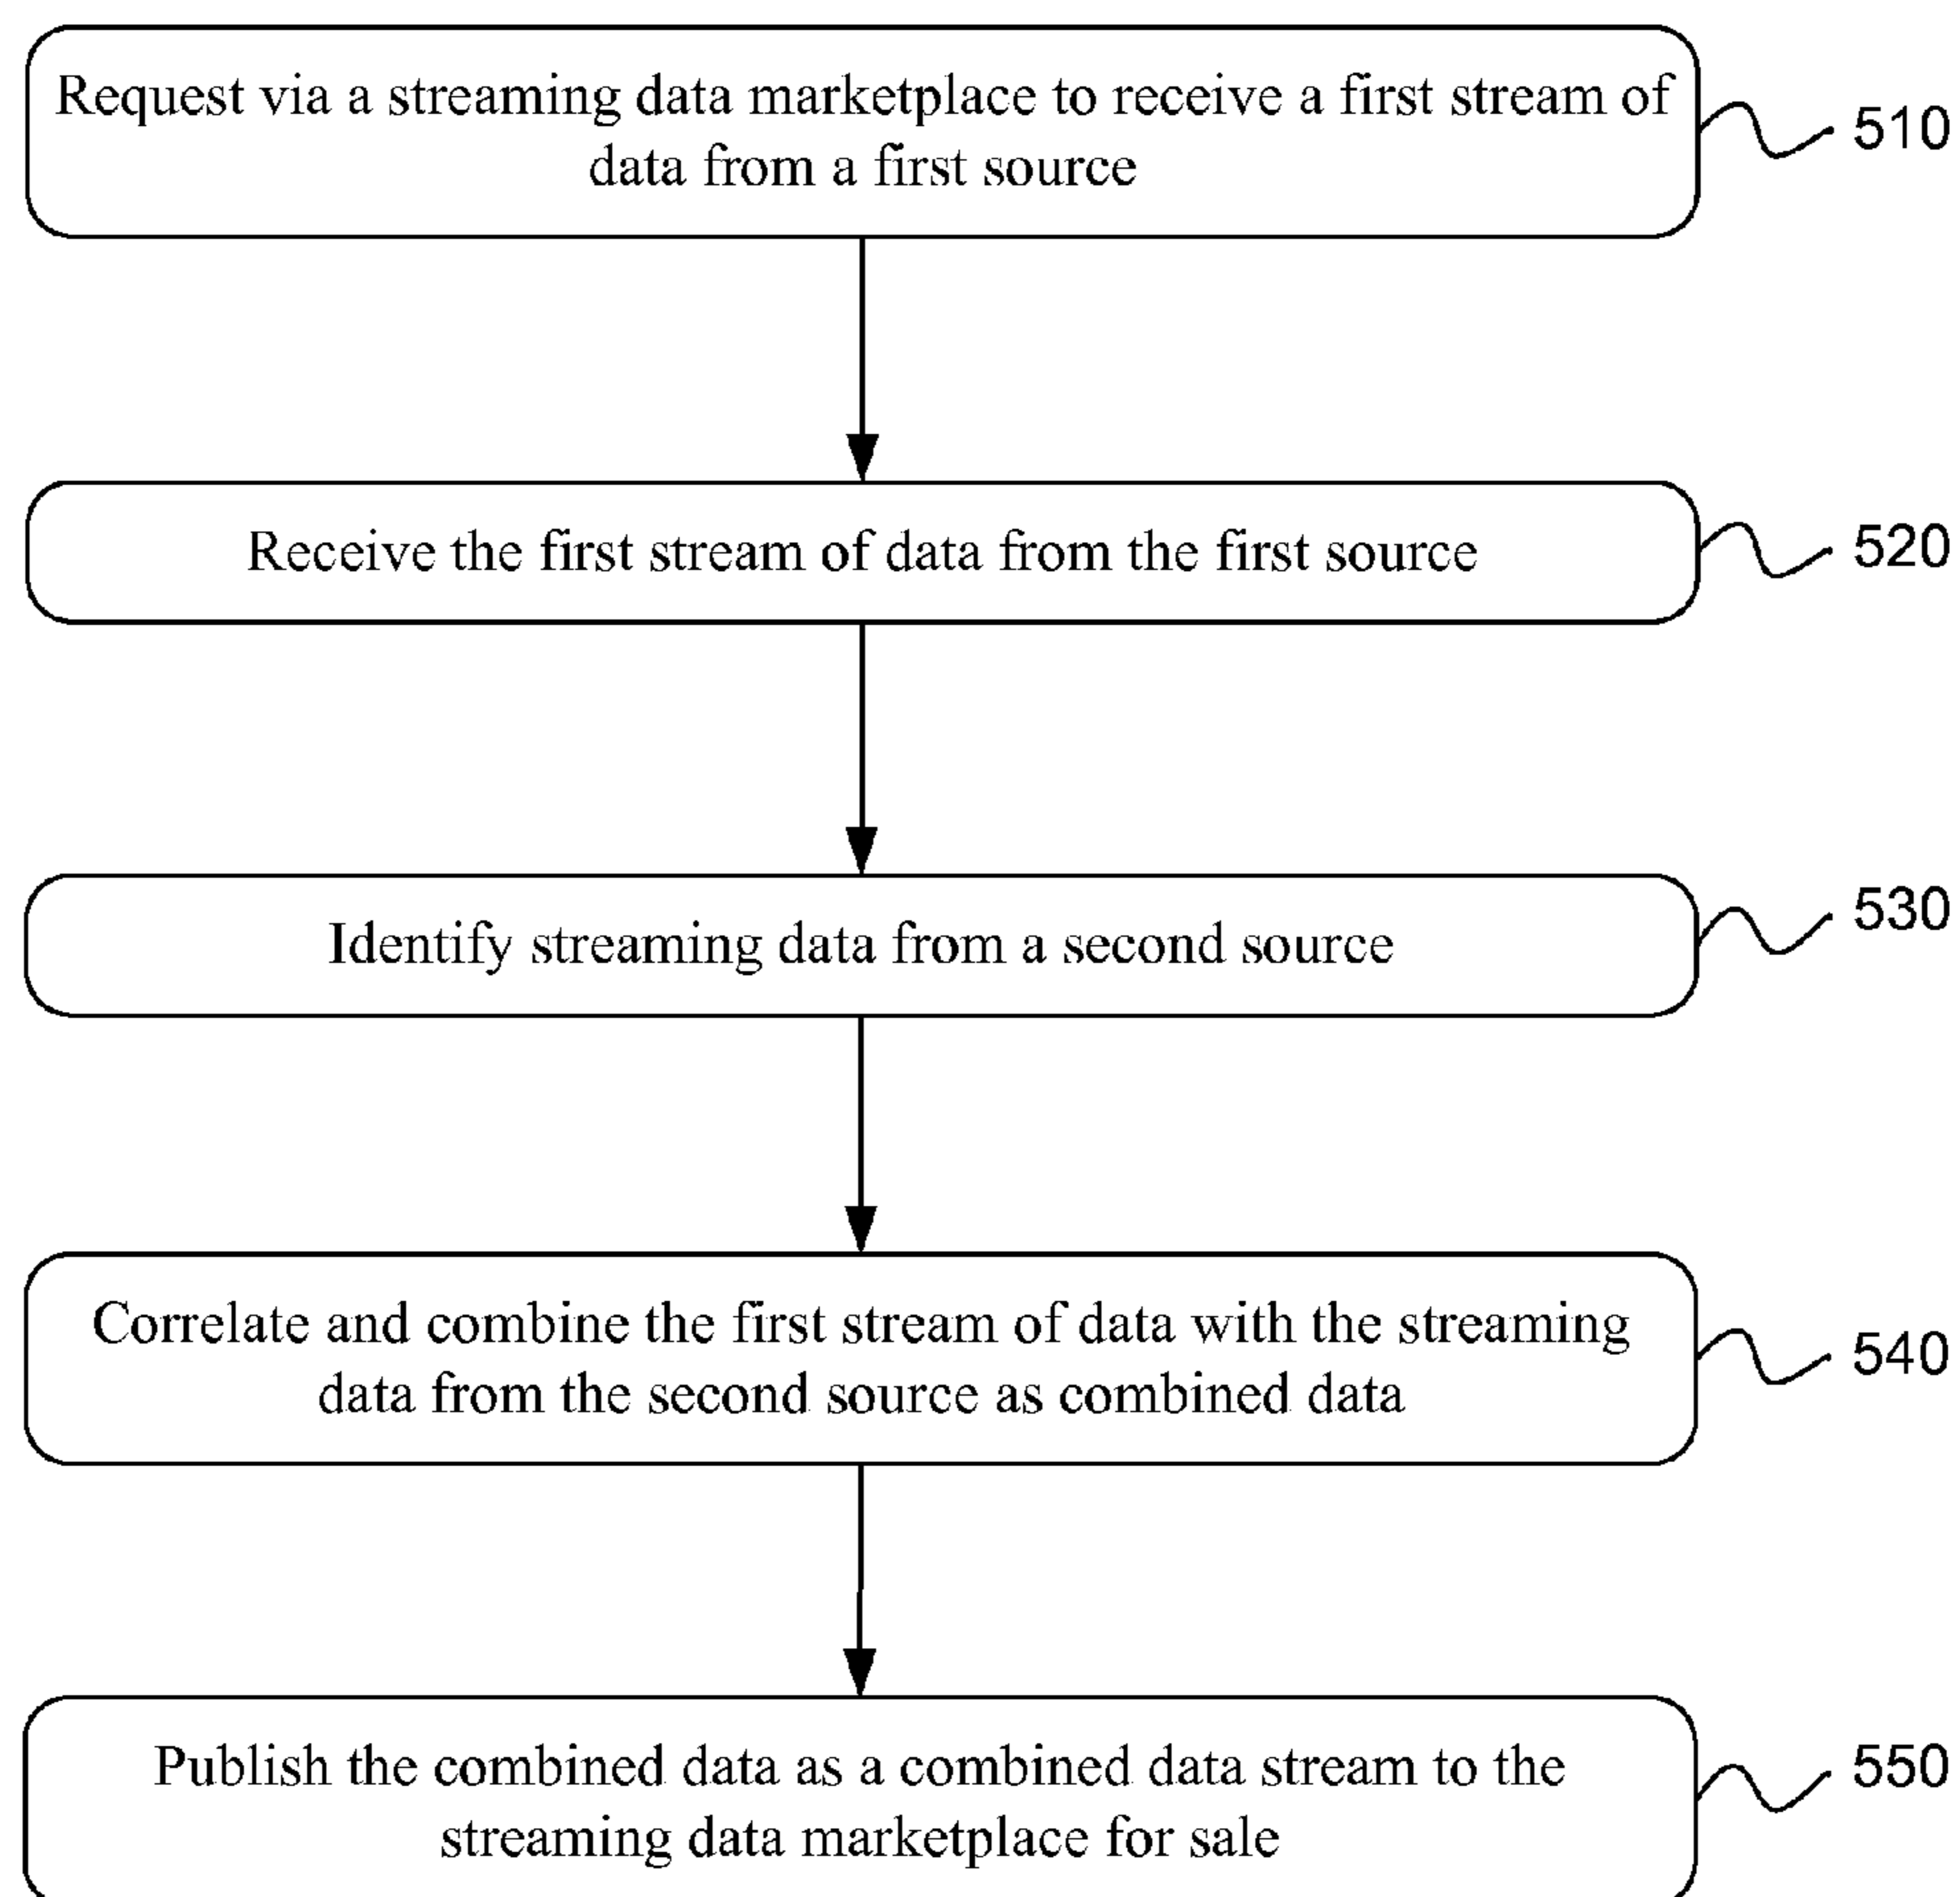 Request via a streaming data marketplace to receive a first stream of
data from a first source
510
Receive the first stream of data from the first source
520
Identify streaming data from a second source
530
Correlate and combine the first stream of data with the streaming
data from the second source as combined data
540
Publish the combined data as a combined data stream to the
streaming data marketplace for sale
550